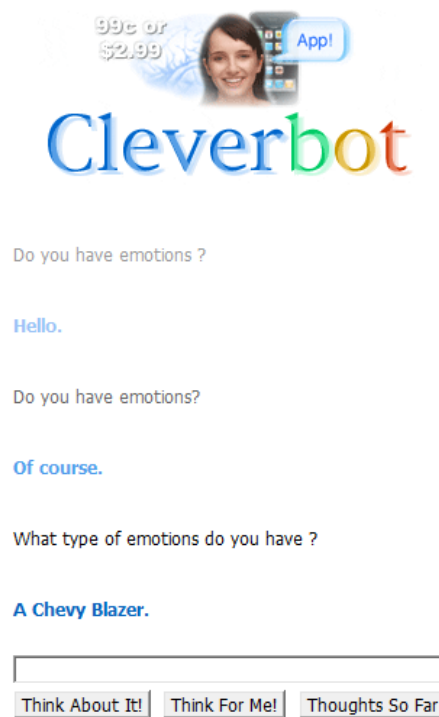 99c or
$2.99
App!
Cleverbot
Do you have emotions ?
Hello.
Do you have emotions?
Of course.
What type of emotions do you have ?
A Chevy Blazer.
Think About It! Think For Me! Thoughts So Far